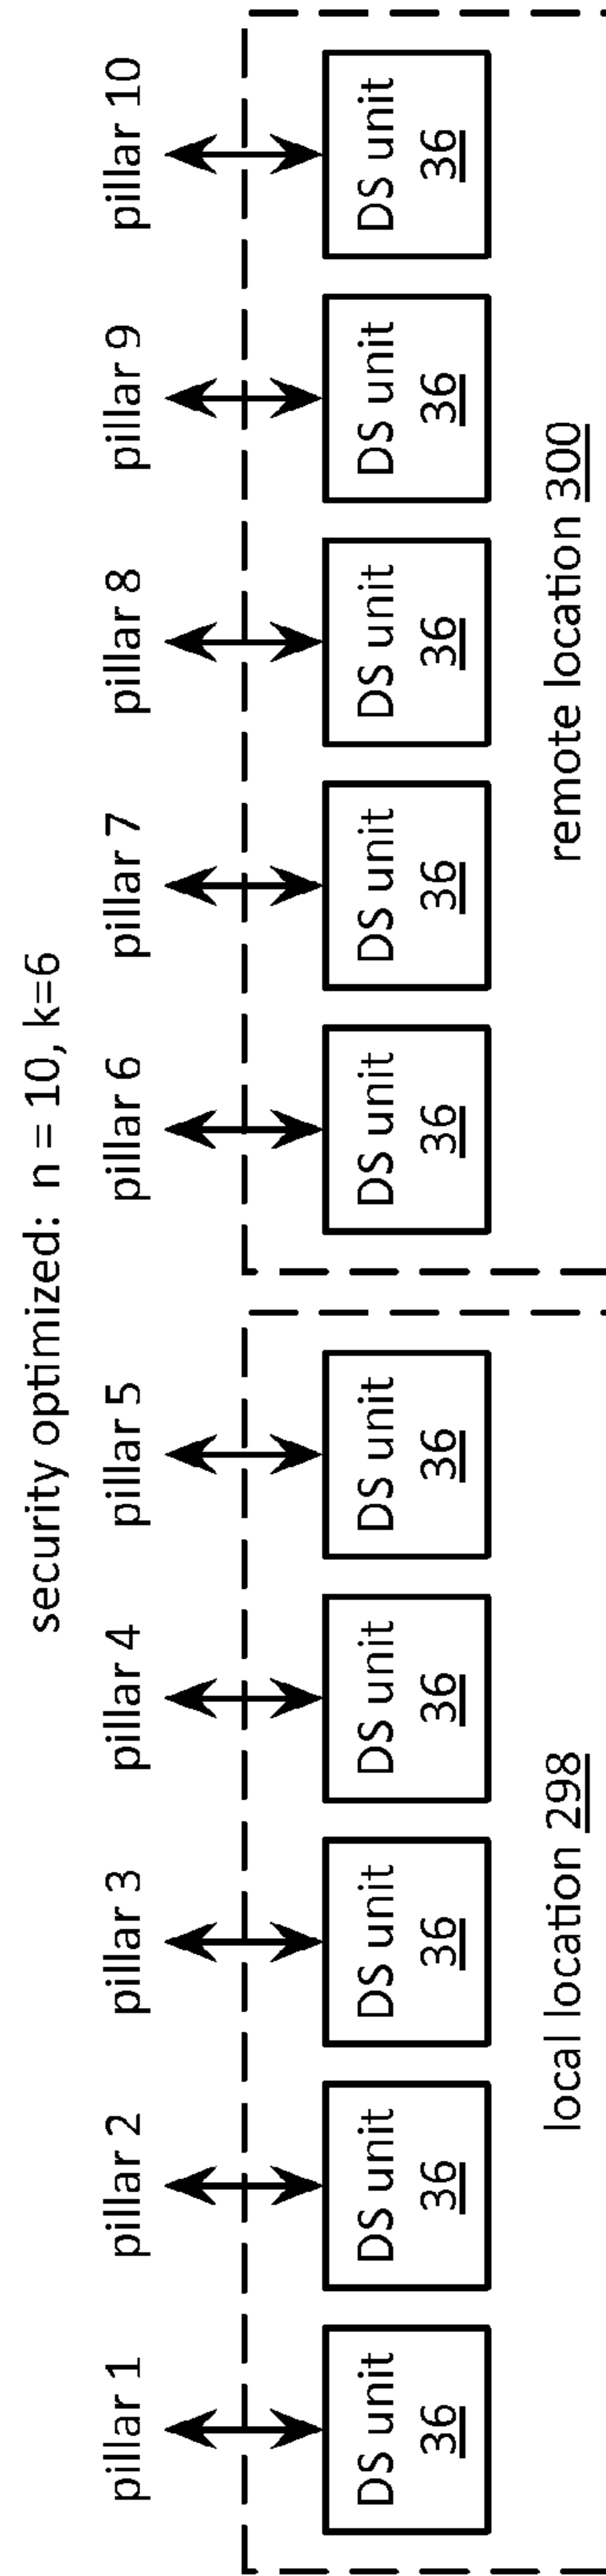 security optimized: n = 10, k=6
pillar 1
pillar 2
pillar 3
pillar 4
pillar 5
pillar 6
pillar 7
pillar 8
pillar 9
pillar 10
DS unit
36
DS unit
36
DS unit
36
DS unit
36
DS unit
36
DS unit
36
DS unit
36
DS unit
36
DS unit
36
DS unit
36
local location 298
remote location 300